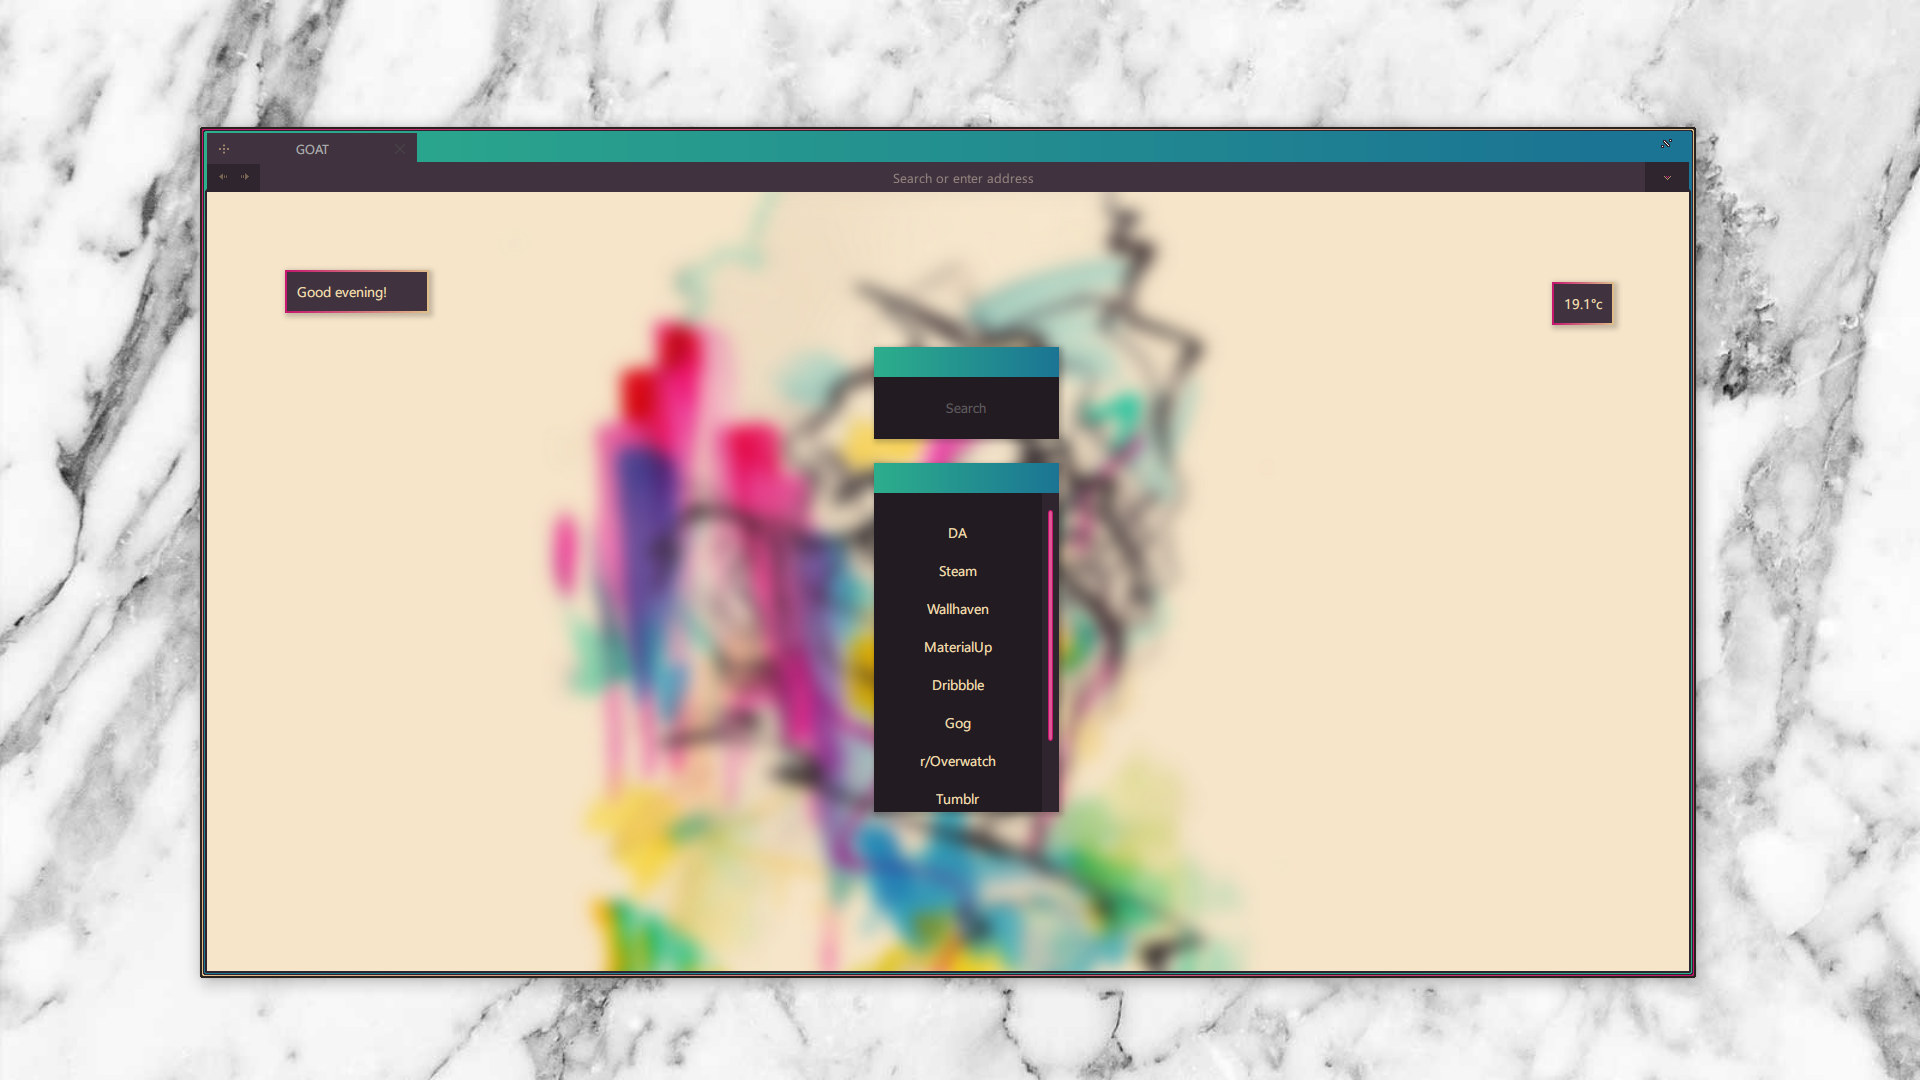 GOAT
Search or enter address
Good evening!
19.1°c
Search
DA
Steam
Wallhaven
MaterialUp
Dribbble
Gog
r/Overwatch
Tumblr